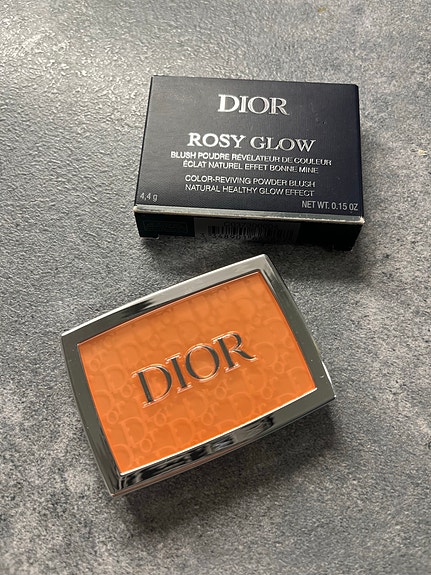 DIOR
ROSY GLOW
BLUSH POUDRE RÉVÉLATEUR DE COULEUR
ÉCLAT NATUREL EFFET BONNE MINE
COLOR-REVIVING POWDER BLUSH
NATURAL HEALTHY GLOW EFFECT
4,4 g
NET WT. 0.15 OZ
DIOR